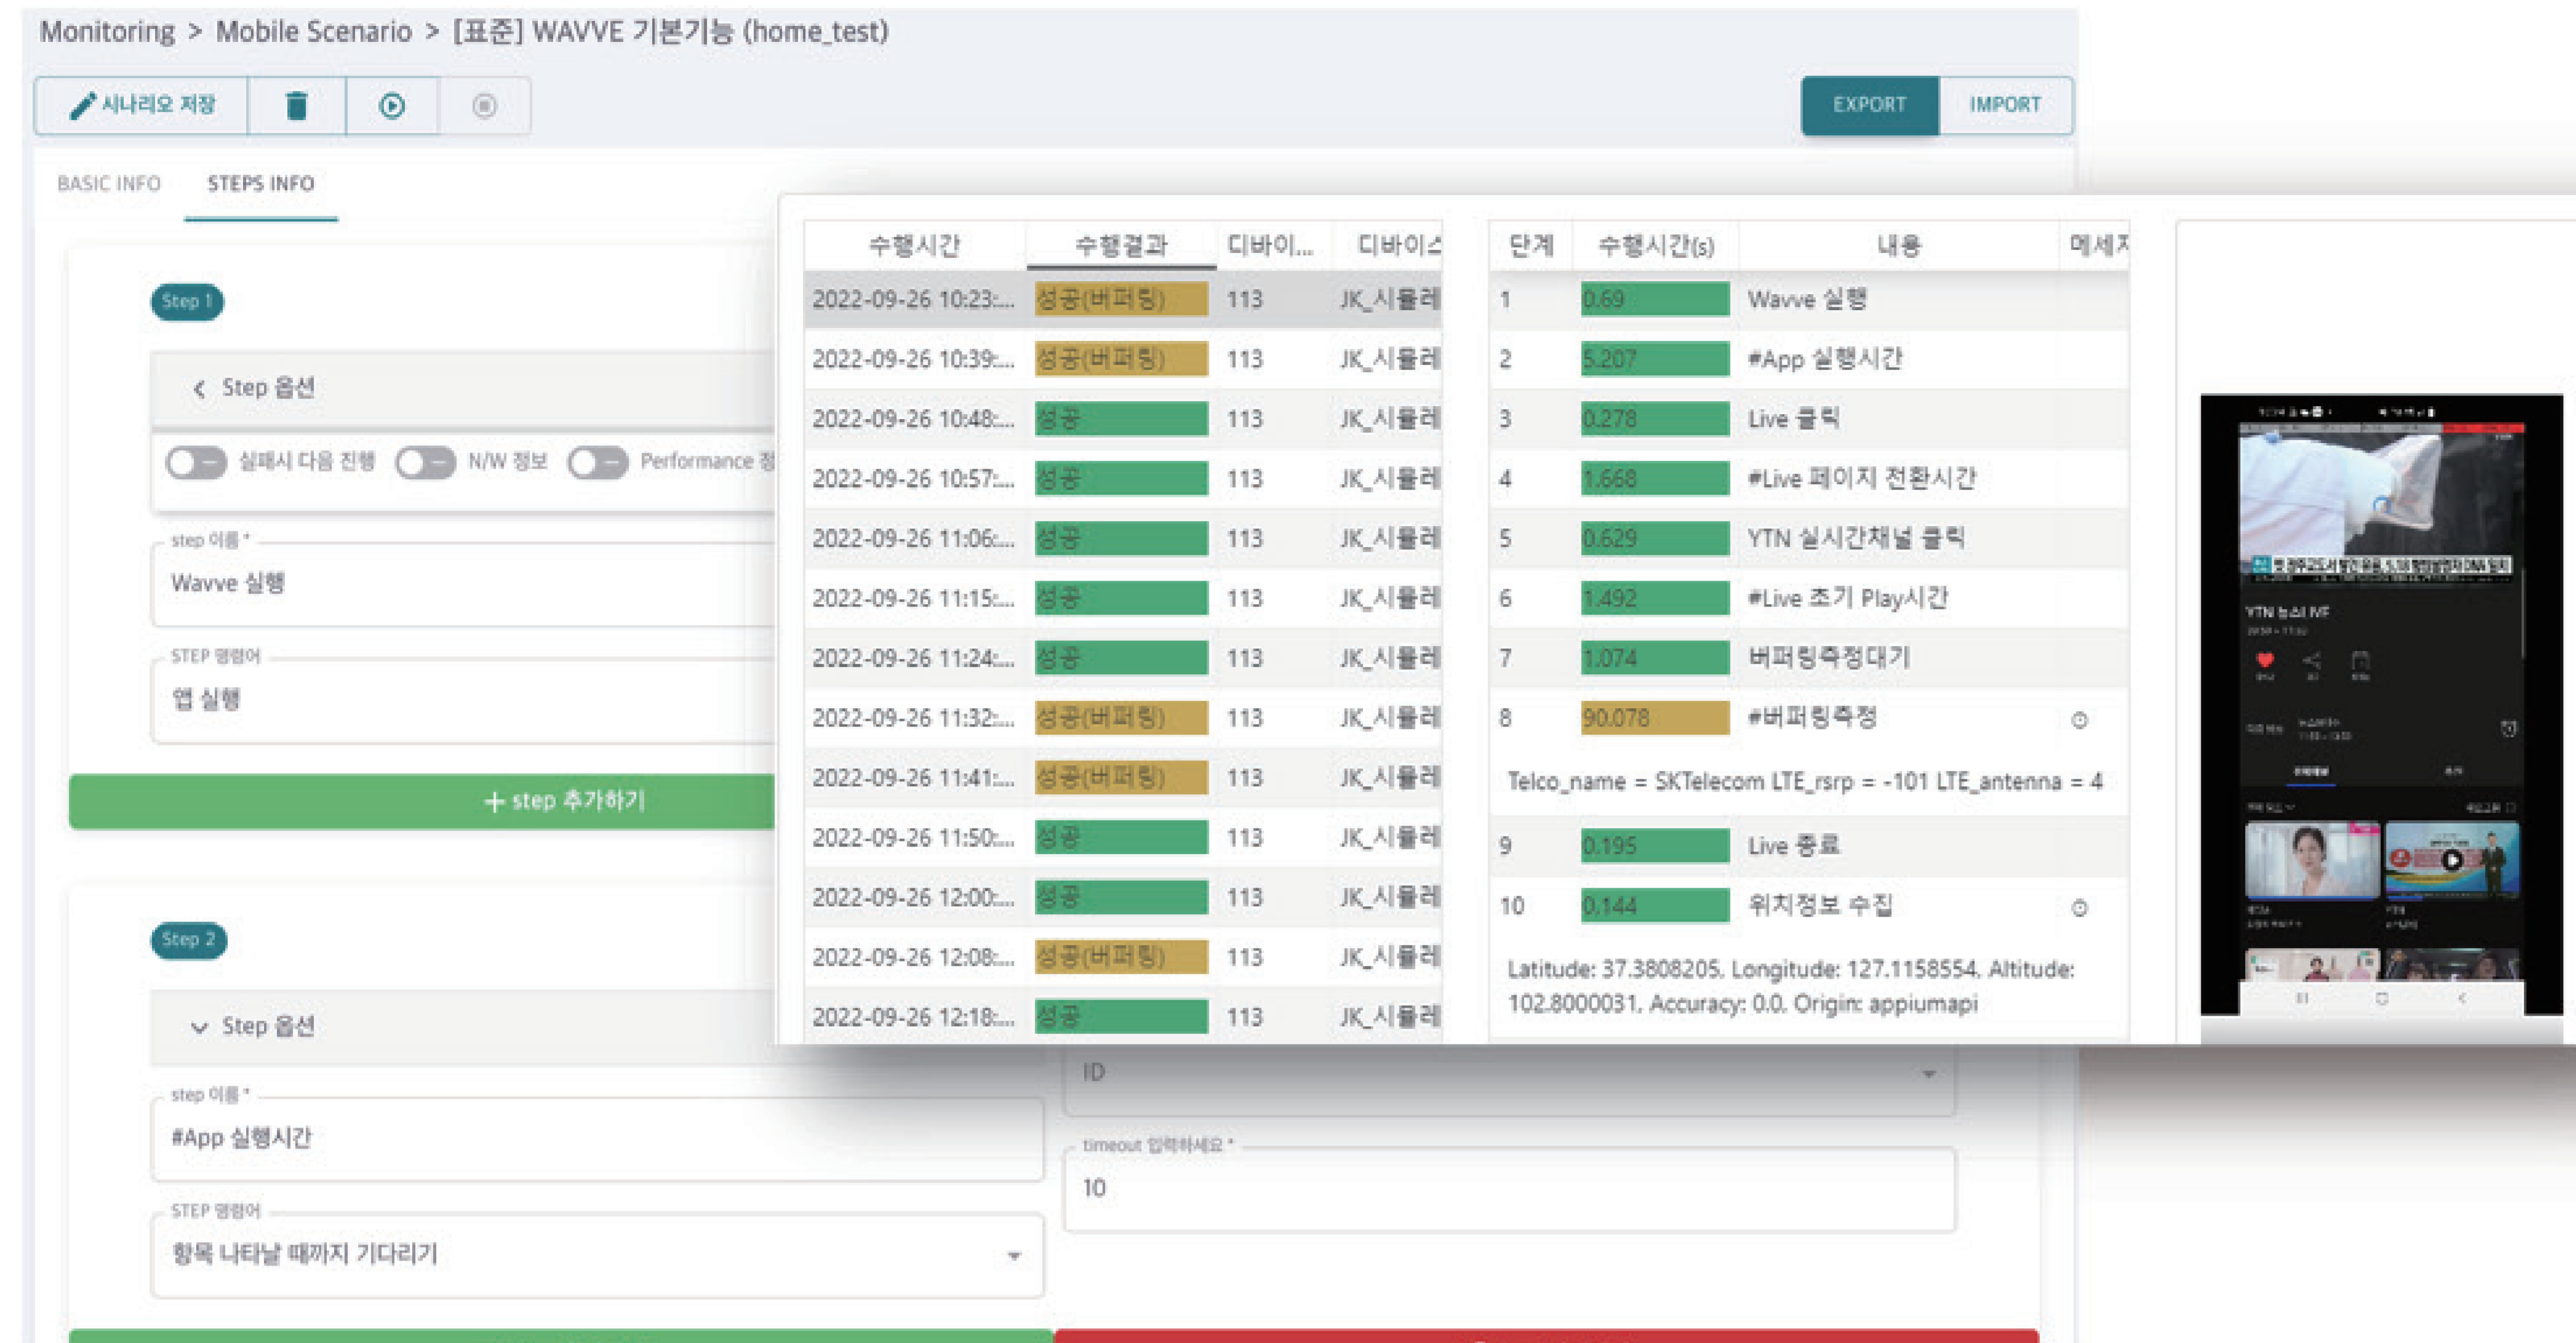 Monitoring > Mobile Scenario > [표준] WAVVE 기본기능 (home_test)
시나리오 저장
EXPORT IMPORT
BASIC INFO STEPS INFO
Step 1
Step 옵션
실패시 다음 진행 N/W 정보 Performance 정
step 이름 *
Wavve 실행
STEP 명령어
앱 실행
+ step 추가하기
Step 2
Step 옵션
step 이름 *
#App 실행시간
STEP 명령어
항목 나타날 때까지 기다리기
ID
timeout 입력하세요 *
10
수행시간 수행결과 디바이... 디바이스
2022-09-26 10:23:... 성공(버퍼링) 113 JK_시뮬레
2022-09-26 10:39:... 성공(버퍼링) 113 JK_시뮬레
2022-09-26 10:48:... 성공 113 JK_시뮬레
2022-09-26 10:57:... 성공 113 JK_시뮬레
2022-09-26 11:06:... 성공 113 JK_시뮬레
2022-09-26 11:15:... 성공 113 JK_시뮬레
2022-09-26 11:24:... 성공 113 JK_시뮬레
2022-09-26 11:32:... 성공(버퍼링) 113 JK_시뮬레
2022-09-26 11:41:... 성공(버퍼링) 113 JK_시뮬레
2022-09-26 11:50:... 성공 113 JK_시뮬레
2022-09-26 12:00:... 성공 113 JK_시뮬레
2022-09-26 12:08:... 성공(버퍼링) 113 JK_시뮬레
2022-09-26 12:18:... 성공 113 JK_시뮬레
단계 수행시간(s) 내용 메세지
1 0.69 Wavve 실행
2 5.207 #App 실행시간
3 0.278 Live 클릭
4 1.668 #Live 페이지 전환시간
5 0.629 YTN 실시간채널 클릭
6 1.492 #Live 초기 Play시간
7 1.074 버퍼링측정대기
8 90.078 #버퍼링측정
Telco_name = SKTelecom LTE_rsrp = -101 LTE_antenna = 4
9 0.195 Live 종료
10 0.144 위치정보 수집
Latitude: 37.3808205, Longitude: 127.1158554, Altitude:
102.8000031, Accuracy: 0.0, Origin: appiumapi
YTN 뉴스LIVE